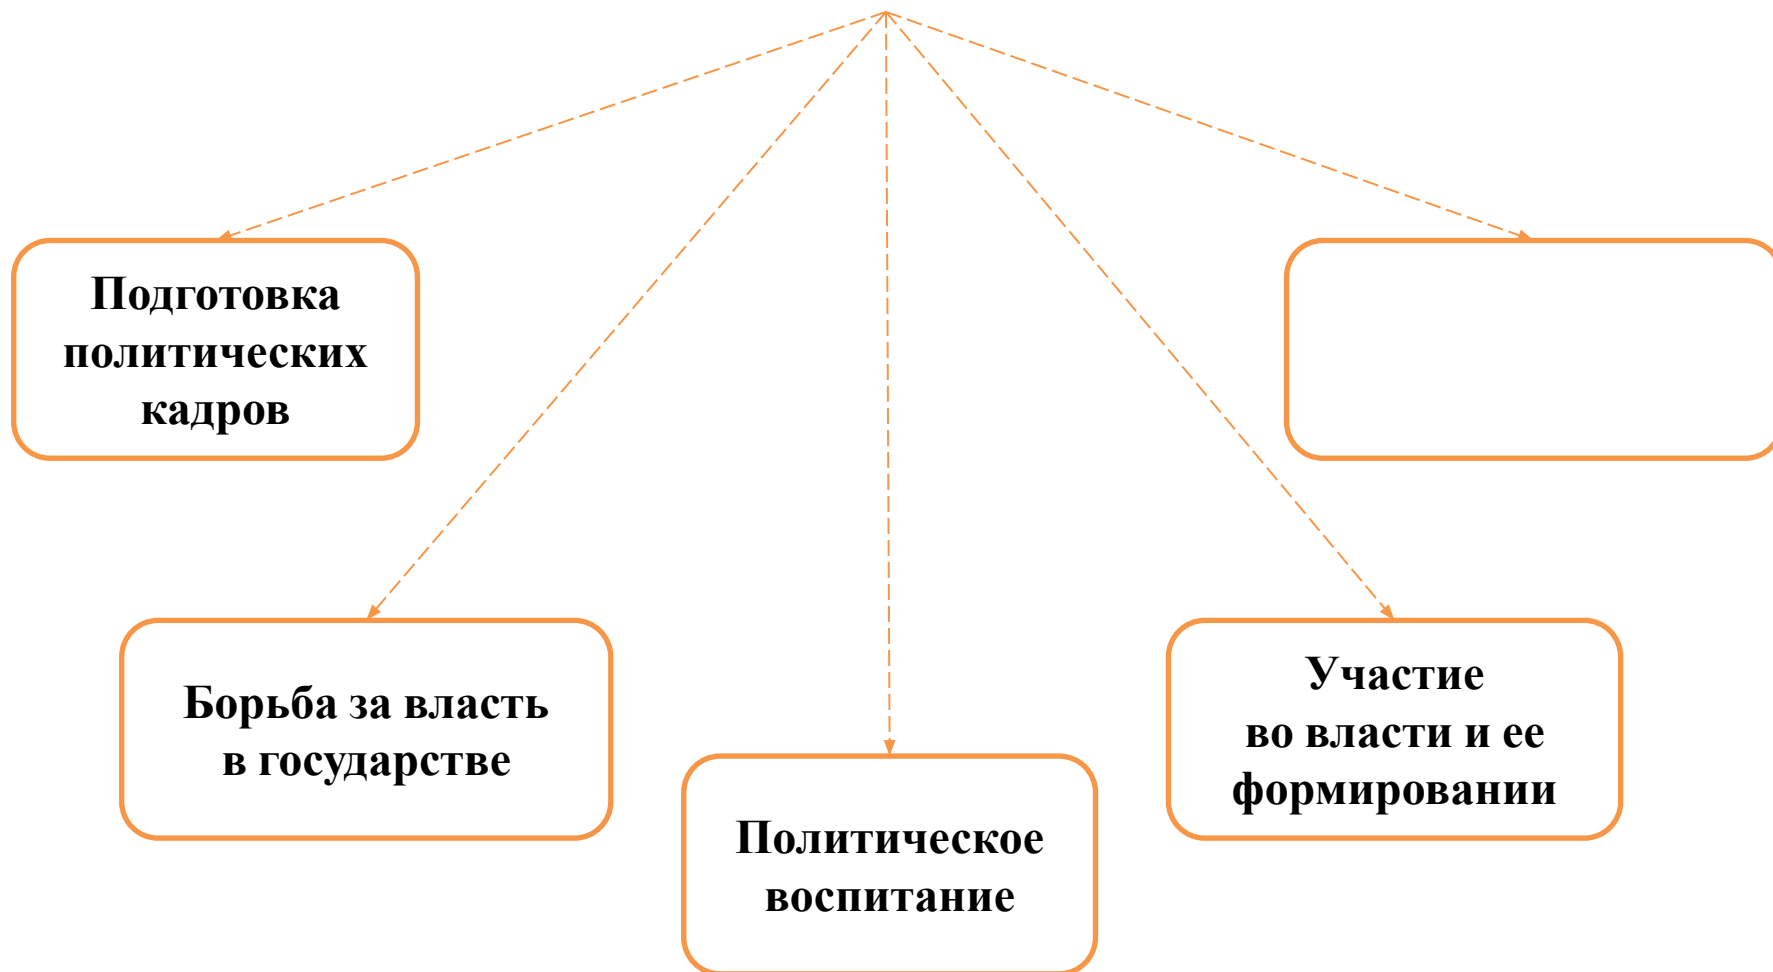 Подготовка
политических
кадров
Борьба за власть
в государстве
Политическое
воспитание
Участие
во власти и ее
формировании